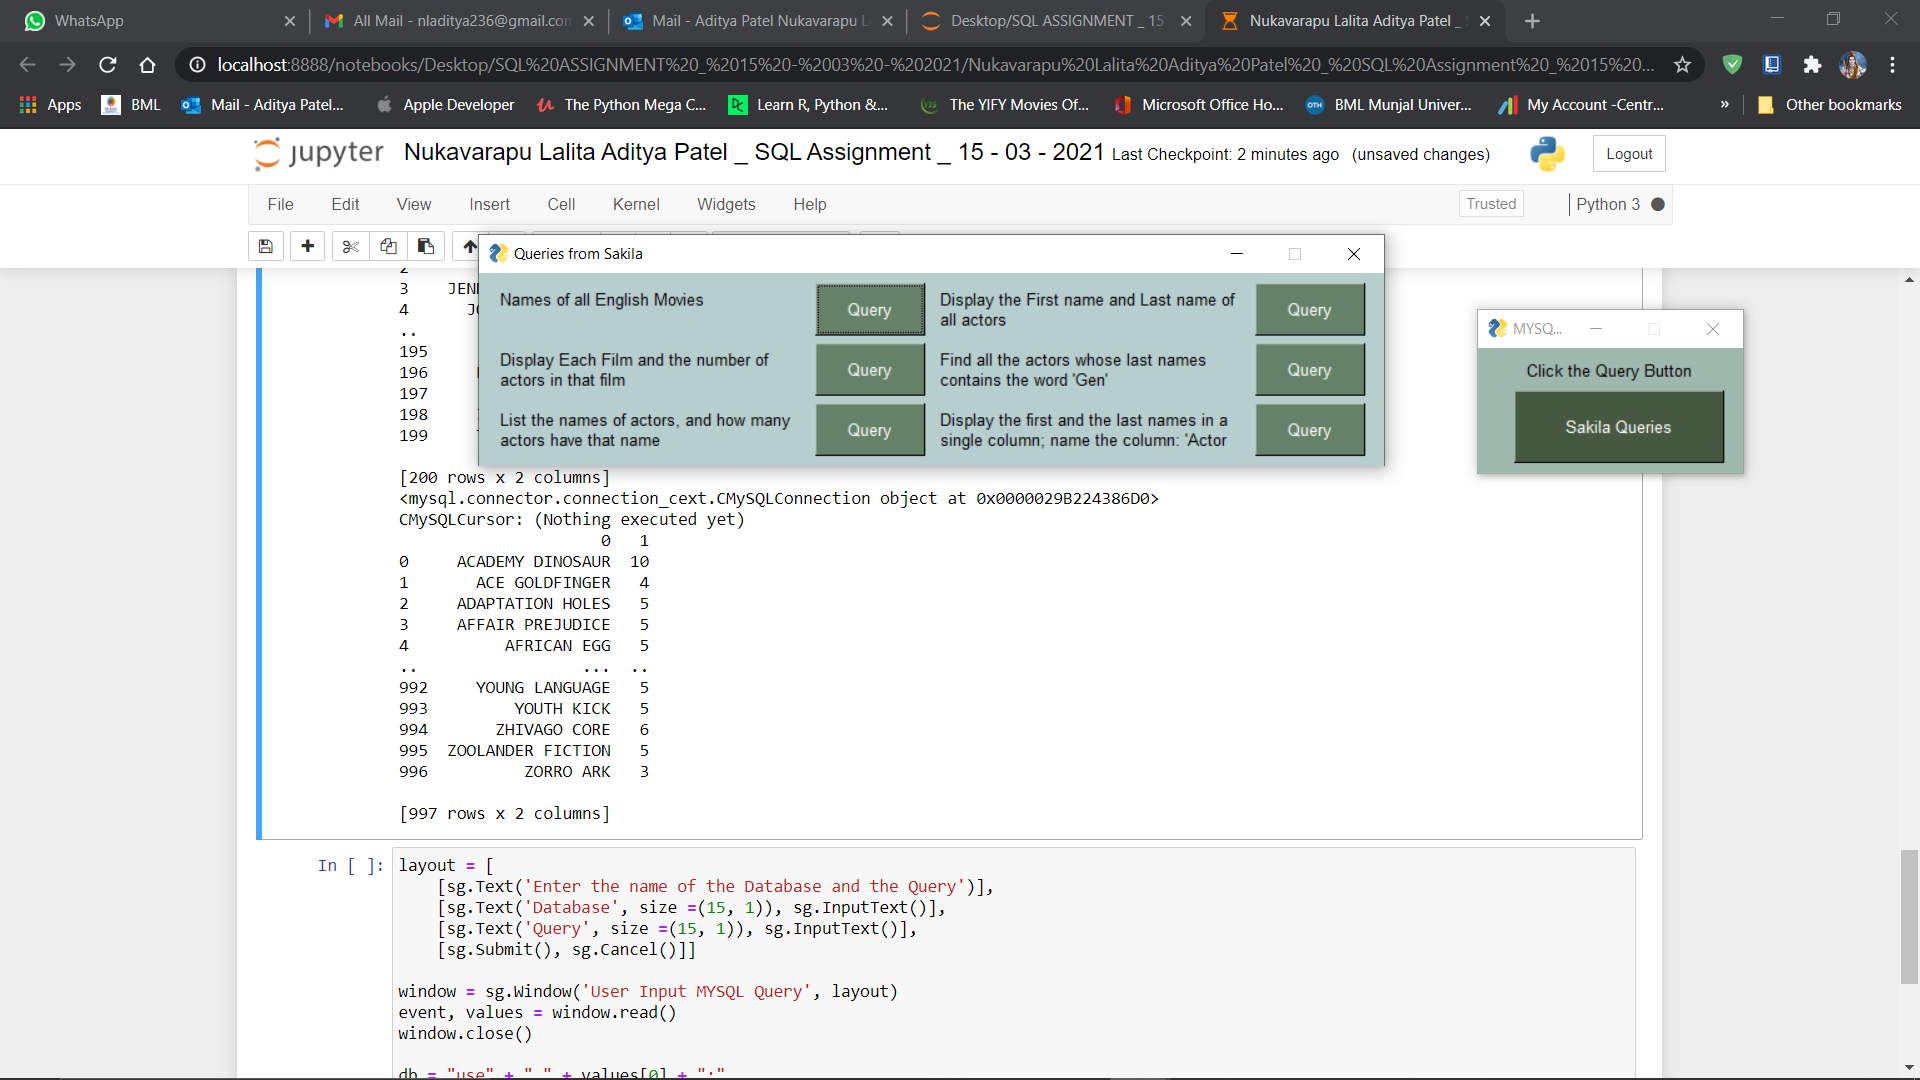 WhatsApp
All Mail - nladitya236@gmail.con
Mail - Aditya Patel Nukavarapu L
Desktop/SQL ASSIGNMENT _ 15
Nukavarapu Lalita Aditya Patel _
localhost:8888/notebooks/Desktop/SQL%20ASSIGNMENT%20_%2015%20-%2003%20-%202021/Nukavarapu%20Lalita%20Aditya%20Patel%20_%20SQL%20Assignment%20_%2015%20...
Apps
BML
Mail - Aditya Patel...
Apple Developer
The Python Mega C...
Learn R, Python &...
The YIFY Movies Of...
Microsoft Office Ho...
BML Munjal Univer...
My Account -Centr...
»
Other bookmarks
jupyter Nukavarapu Lalita Aditya Patel _ SQL Assignment _ 15 - 03 - 2021 Last Checkpoint: 2 minutes ago (unsaved changes)
Logout
File Edit View Insert Cell Kernel Widgets Help
Trusted
Python 3
Queries from Sakila
Names of all English Movies
Query
Display the First name and Last name of
all actors
Query
Display Each Film and the number of
actors in that film
Query
Find all the actors whose last names
contains the word 'Gen'
Query
List the names of actors, and how many
actors have that name
Query
Display the first and the last names in a
single column; name the column: 'Actor
Query
MYSQ...
Click the Query Button
Sakila Queries
2
3 JEN
4 J
..
195
196
197
198
199
[200 rows x 2 columns]
<mysql.connector.connection_cext.CMySQLConnection object at 0x0000029B224386D0>
CMySQLCursor: (Nothing executed yet)
0 1
0 ACADEMY DINOSAUR 10
1 ACE GOLDFINGER 4
2 ADAPTATION HOLES 5
3 AFFAIR PREJUDICE 5
4 AFRICAN EGG 5
.. ... ..
992 YOUNG LANGUAGE 5
993 YOUTH KICK 5
994 ZHIVAGO CORE 6
995 ZOOLANDER FICTION 5
996 ZORRO ARK 3
[997 rows x 2 columns]
In [ ]: layout = [
[sg.Text('Enter the name of the Database and the Query')],
[sg.Text('Database', size =(15, 1)), sg.InputText()],
[sg.Text('Query', size =(15, 1)), sg.InputText()],
[sg.Submit(), sg.Cancel()]]
window = sg.Window('User Input MYSQL Query', layout)
event, values = window.read()
window.close()
db = "use" + " " + values[0] + ";"